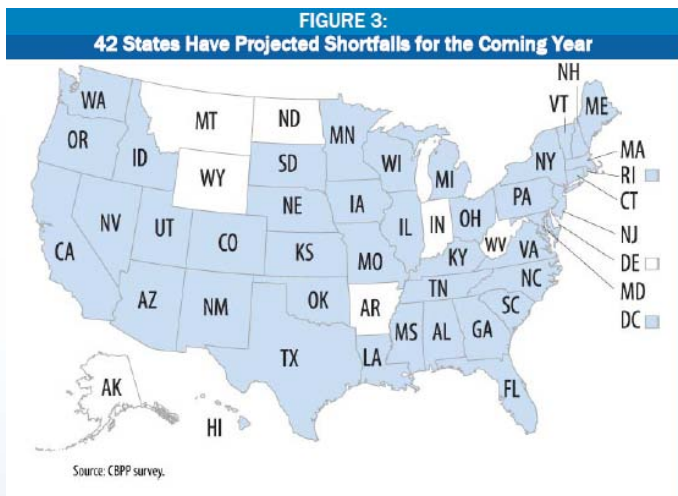 FIGURE 3:
42 States Have Projected Shortfalls for the Coming Year
NH
WA
VT
ME
MT
ND
MN
OR
ID
SD
WI
NY
MA
WY
MI
RI
CT
PA
NE
IA
NV
UT
IL
IN
OH
NJ
CO
KS
MO
WV
VA
CA
KY
DE
NC
MD
TN
OK
AR
SC
AZ
NM
DC
MS
AL
GA
TX
LA
AK
FL
HI
Source: CBPP survey.